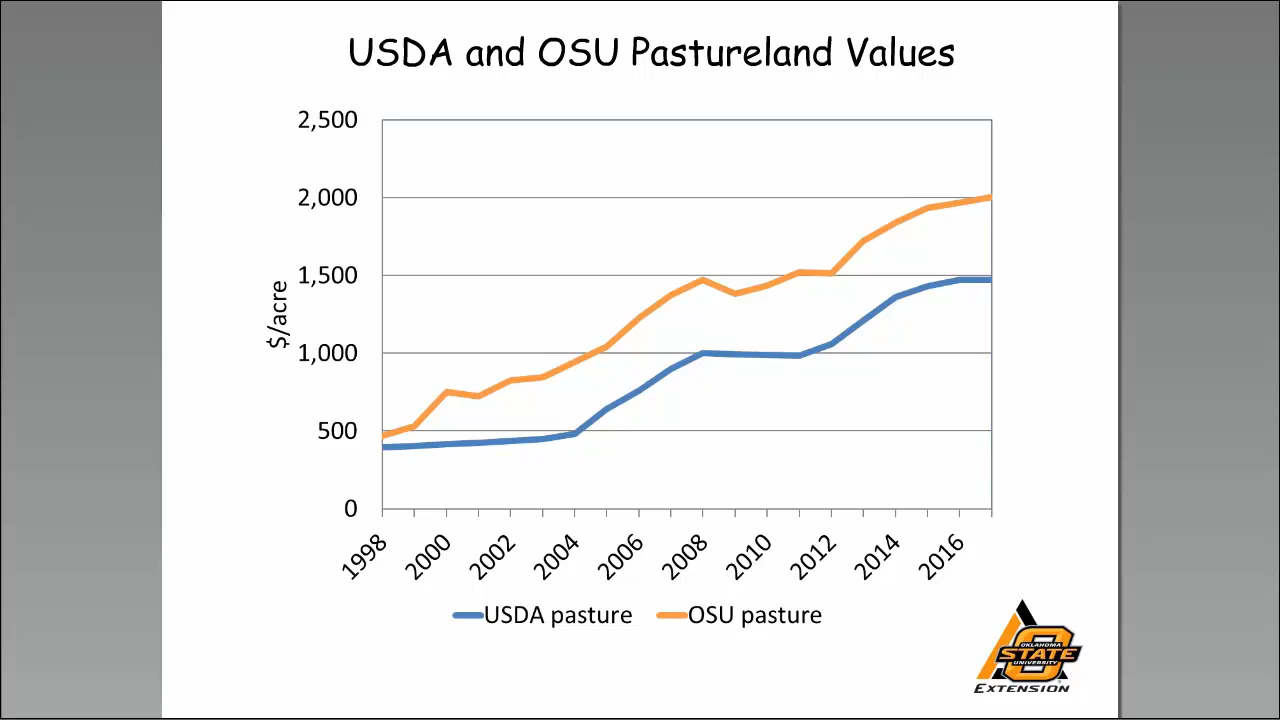 USDA and OSU Pastureland Values
2,500
2,000
1,500
1,000
500
0
$/acre
1998 2000 2002 2004 2006 2008 2010 2012 2014 2016
USDA pasture OSU pasture
OKLAHOMA
STATE
UNIVERSITY
EXTENSION